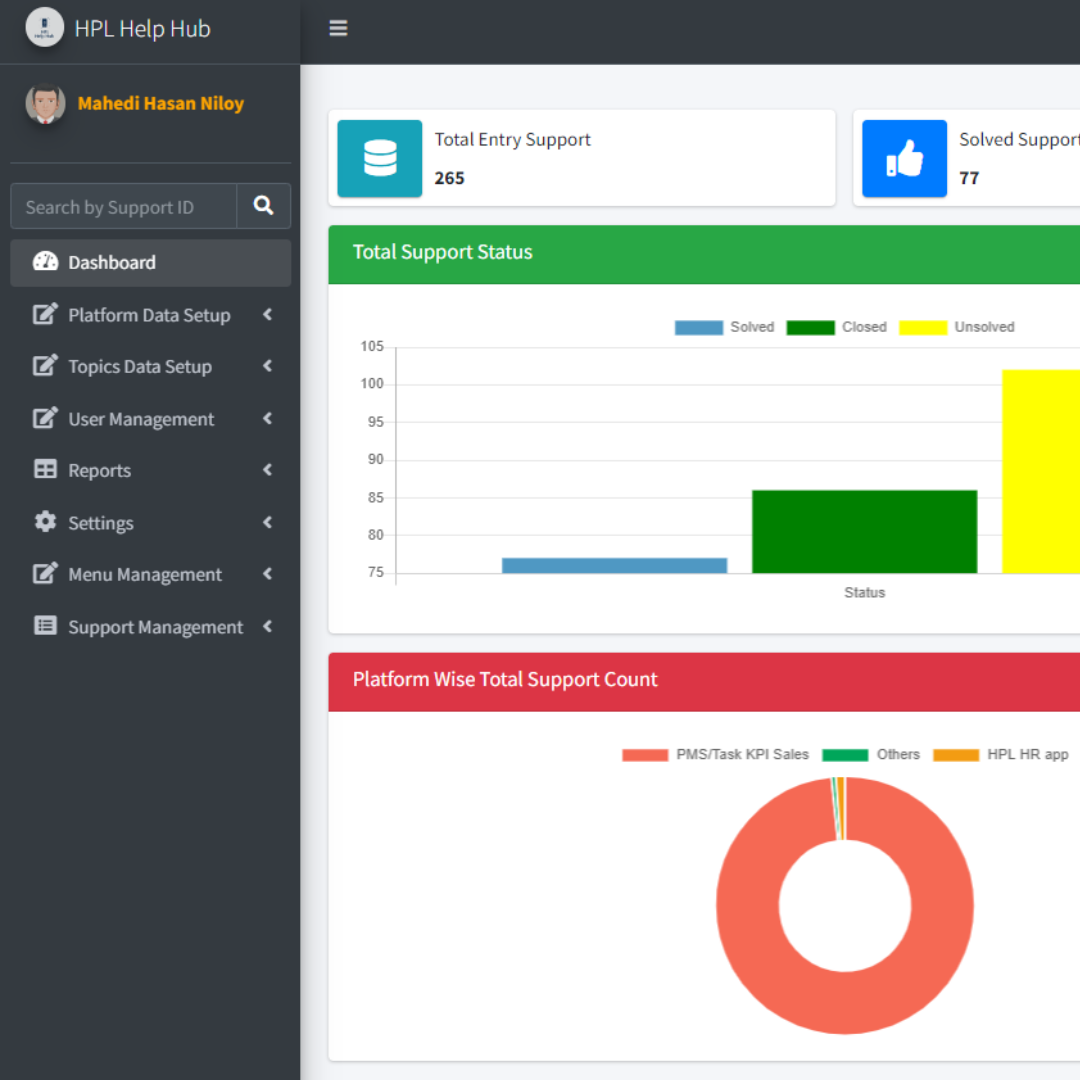 HPL Help Hub
Mahedi Hasan Niloy
Search by Support ID
Dashboard
Platform Data Setup
Topics Data Setup
User Management
Reports
Settings
Menu Management
Support Management
Total Entry Support
265
Solved Support
77
Total Support Status
Solved Closed Unsolved
105
100
95
90
85
80
75
Status
Platform Wise Total Support Count
PMS/Task KPI Sales Others HPL HR app